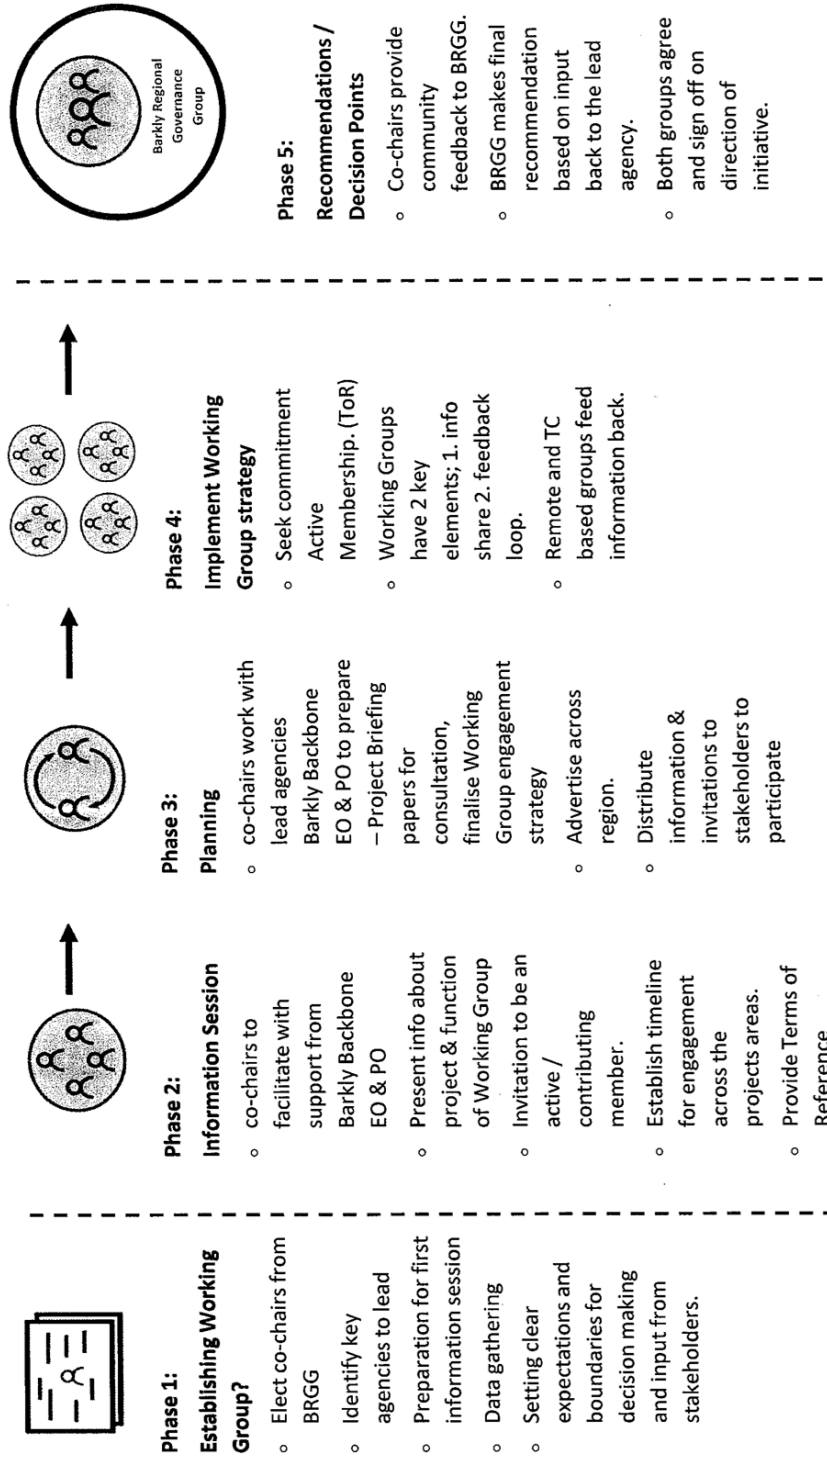 Phase 1:
Establishing Working
Group?
o Elect co-chairs from
BRGG
o Identify key
agencies to lead
o Preparation for first
information session
o Data gathering
o Setting clear
expectations and
boundaries for
decision making
and input from
stakeholders.
Phase 2:
Information Session
o co-chairs to
facilitate with
support from
Barkly Backbone
EO & PO
o Present info about
project & function
of Working Group
o Invitation to be an
active /
contributing
member.
o Establish timeline
for engagement
across the
projects areas.
o Provide Terms of
Reference
Phase 3:
Planning
o co-chairs work with
lead agencies
Barkly Backbone
EO & PO to prepare
– Project Briefing
papers for
consultation,
finalise Working
Group engagement
strategy
o Advertise across
region.
o Distribute
information &
invitations to
stakeholders to
participate
Phase 4:
Implement Working
Group strategy
o Seek commitment
Active
Membership. (ToR)
o Working Groups
have 2 key
elements; 1. info
share 2. feedback
loop.
o Remote and TC
based groups feed
information back.
Barkly Regional
Governance
Group
Phase 5:
Recommendations /
Decision Points
o Co-chairs provide
community
feedback to BRGG.
o BRGG makes final
recommendation
based on input
back to the lead
agency.
o Both groups agree
and sign off on
direction of
initiative.